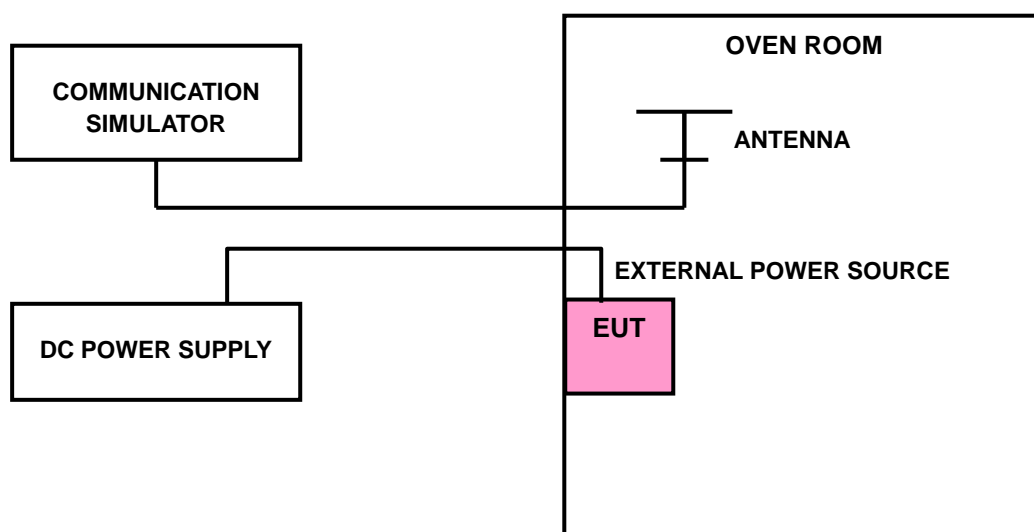 OVEN ROOM
COMMUNICATION
SIMULATOR
ANTENNA
EXTERNAL POWER SOURCE
EUT
DC POWER SUPPLY